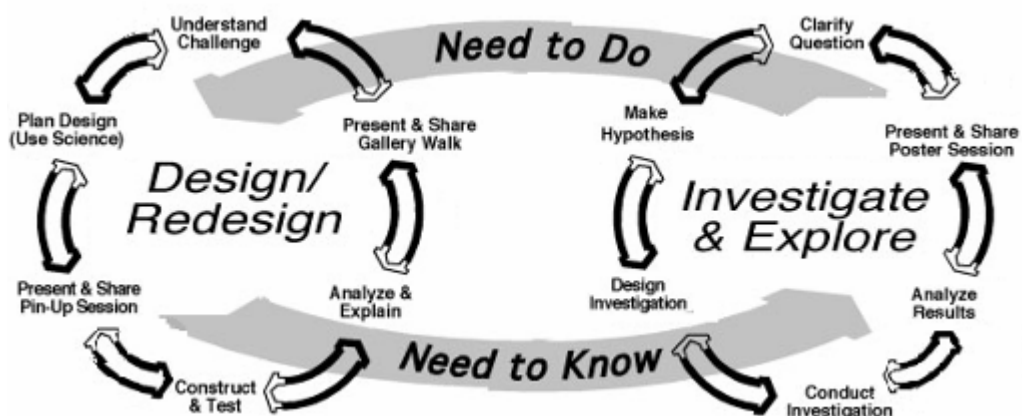 Understand
Challenge
Need to Do
Clarify
Question
Plan Design
(Use Science)
Present & Share
Gallery Walk
Make
Hypothesis
Present & Share
Poster Session
Design/
Redesign
Investigate
& Explore
Present & Share
Pin-Up Session
Analyze &
Explain
Design
Investigation
Analyze
Results
Need to Know
Construct
& Test
Conduct
Investigation